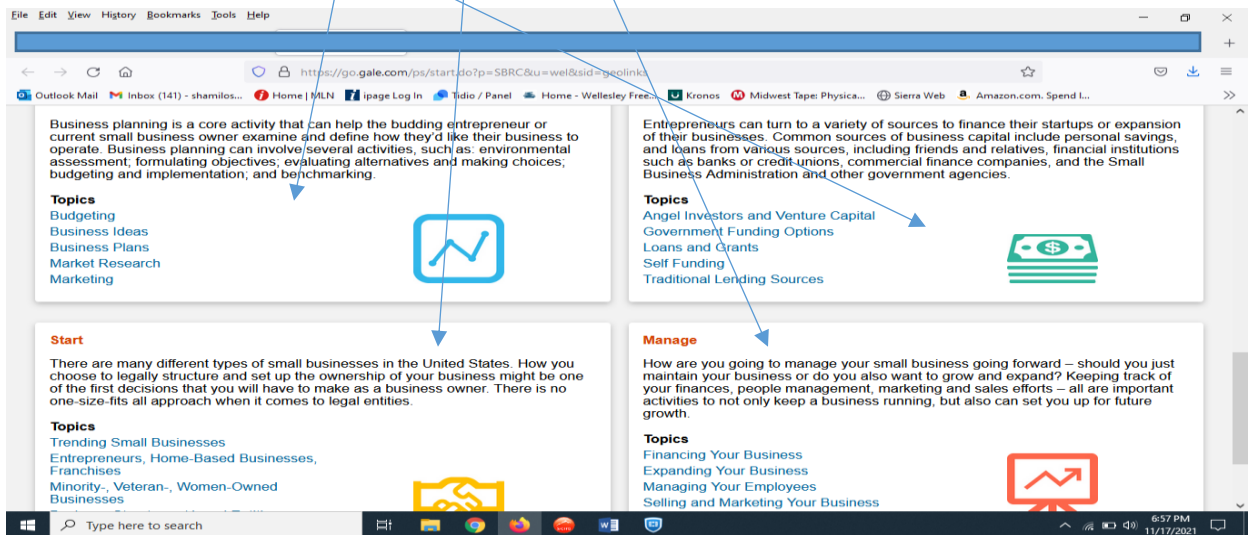 File Edit View History Bookmarks Tools Help
https://go.gale.com/ps/start.do?p=SBRC&u=wel&sid=geolinks
Outlook Mail Inbox (141) - shamilos... Home | MLN ipage Log In Tidio / Panel Home - Wellesley Free... Kronos Midwest Tape: Physica... Sierra Web Amazon.com. Spend l...
Business planning is a core activity that can help the budding entrepreneur or
current small business owner examine and define how they'd like their business to
operate. Business planning can involve several activities, such as: environmental
assessment; formulating objectives; evaluating alternatives and making choices;
budgeting and implementation; and benchmarking.
Topics
Budgeting
Business Ideas
Business Plans
Market Research
Marketing
Entrepreneurs can turn to a variety of sources to finance their startups or expansion
of their businesses. Common sources of business capital include personal savings,
and loans from various sources, including friends and relatives, financial institutions
such as banks or credit unions, commercial finance companies, and the Small
Business Administration and other government agencies.
Topics
Angel Investors and Venture Capital
Government Funding Options
Loans and Grants
Self Funding
Traditional Lending Sources
Start
There are many different types of small businesses in the United States. How you
choose to legally structure and set up the ownership of your business might be one
of the first decisions that you will have to make as a business owner. There is no
one-size-fits all approach when it comes to legal entities.
Topics
Trending Small Businesses
Entrepreneurs, Home-Based Businesses,
Franchises
Minority-, Veteran-, Women-Owned
Businesses
Manage
How are you going to manage your small business going forward – should you just
maintain your business or do you also want to grow and expand? Keeping track of
your finances, people management, marketing and sales efforts – all are important
activities to not only keep a business running, but also can set you up for future
growth.
Topics
Financing Your Business
Expanding Your Business
Managing Your Employees
Selling and Marketing Your Business
Type here to search
6:57 PM
11/17/2021